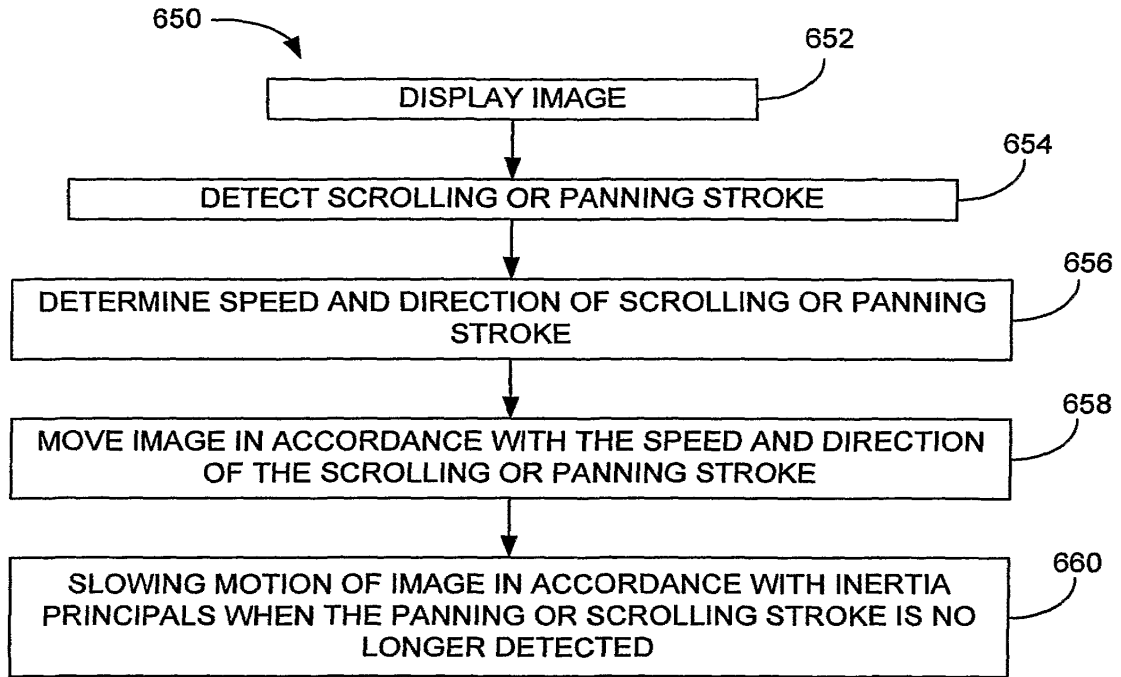 650
652
DISPLAY IMAGE
654
DETECT SCROLLING OR PANNING STROKE
656
DETERMINE SPEED AND DIRECTION OF SCROLLING OR PANNING
STROKE
658
MOVE IMAGE IN ACCORDANCE WITH THE SPEED AND DIRECTION
OF THE SCROLLING OR PANNING STROKE
660
SLOWING MOTION OF IMAGE IN ACCORDANCE WITH INERTIA
PRINCIPALS WHEN THE PANNING OR SCROLLING STROKE IS NO
LONGER DETECTED